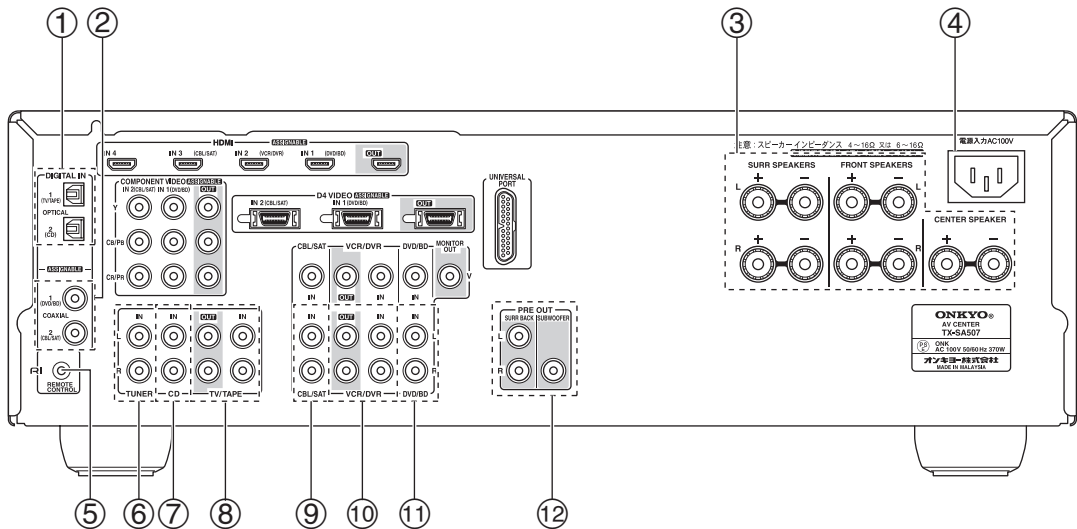 ① ② ③ ④
HDMI ASSIGNABLE
IN 4 IN 3 (CBL/SAT) IN 2 (VCR/DVR) IN 1 (DVD/BD) OUT
注意：スピーカーインピーダンス 4〜16Ω 又は 6〜16Ω
電源入力AC100V
DIGITAL IN
1 (TV/TAPE)
OPTICAL
2 (CD)
ASSIGNABLE
1 (DVD/BD)
COAXIAL
2 (CBL/SAT)
RI
REMOTE CONTROL
COMPONENT VIDEO ASSIGNABLE
IN 2 (CBL/SAT) IN 1 (DVD/BD) OUT
Y
CB/PB
CR/PR
D4 VIDEO ASSIGNABLE
IN 2 (CBL/SAT) IN 1 (DVD/BD) OUT
UNIVERSAL PORT
SURR SPEAKERS FRONT SPEAKERS
L + − + − L
CENTER SPEAKER
R + − + − R + −
CBL/SAT VCR/DVR DVD/BD MONITOR OUT
V
IN OUT IN IN
IN IN OUT IN
L
R
TUNER CD TV/TAPE
L
R
CBL/SAT VCR/DVR DVD/BD
PRE OUT
SURR BACK SUBWOOFER
L
R
ONKYO®
AV CENTER
TX-SA507
PS E ONK
AC 100V 50/60Hz 370W
オンキヨー株式会社
MADE IN MALAYSIA
⑤ ⑥ ⑦ ⑧ ⑨ ⑩ ⑪ ⑫